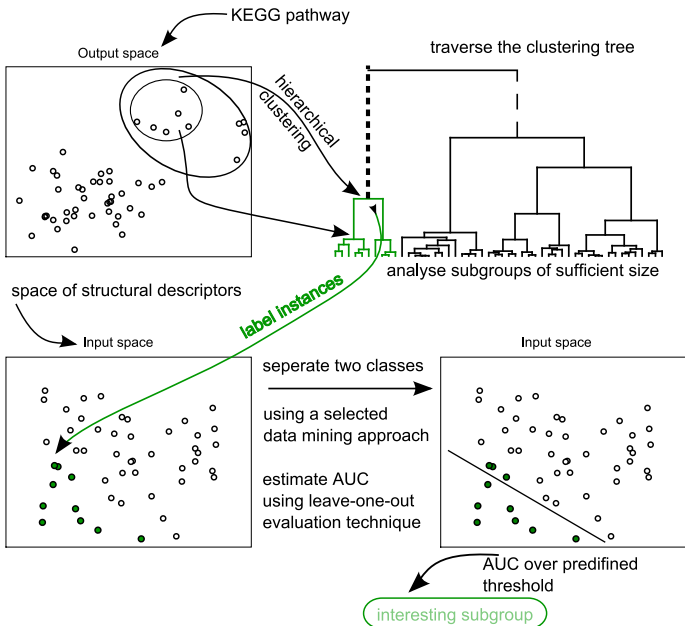 KEGG pathway
Output space
traverse the clustering tree
hierarchical
clustering
analyse subgroups of sufficient size
space of structural descriptors
label instances
Input space
seperate two classes
using a selected
data mining approach
estimate AUC
using leave-one-out
evaluation technique
Input space
AUC over predifined
threshold
interesting subgroup